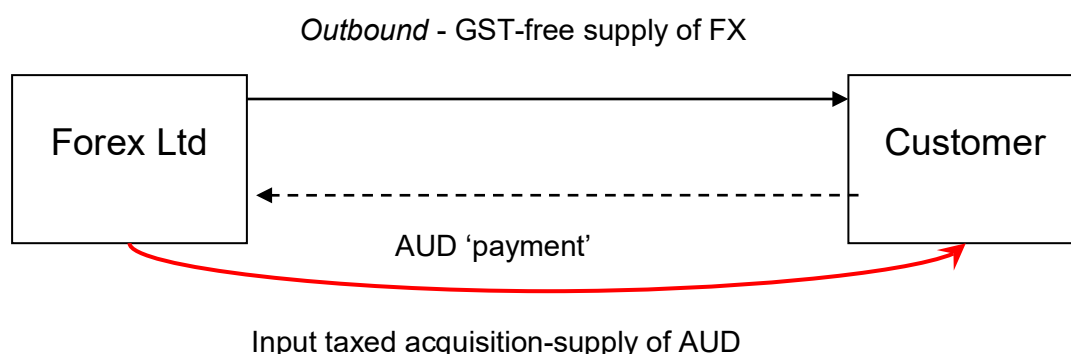 Outbound - GST-free supply of FX
Forex Ltd
Customer
AUD ‘payment’
Input taxed acquisition-supply of AUD